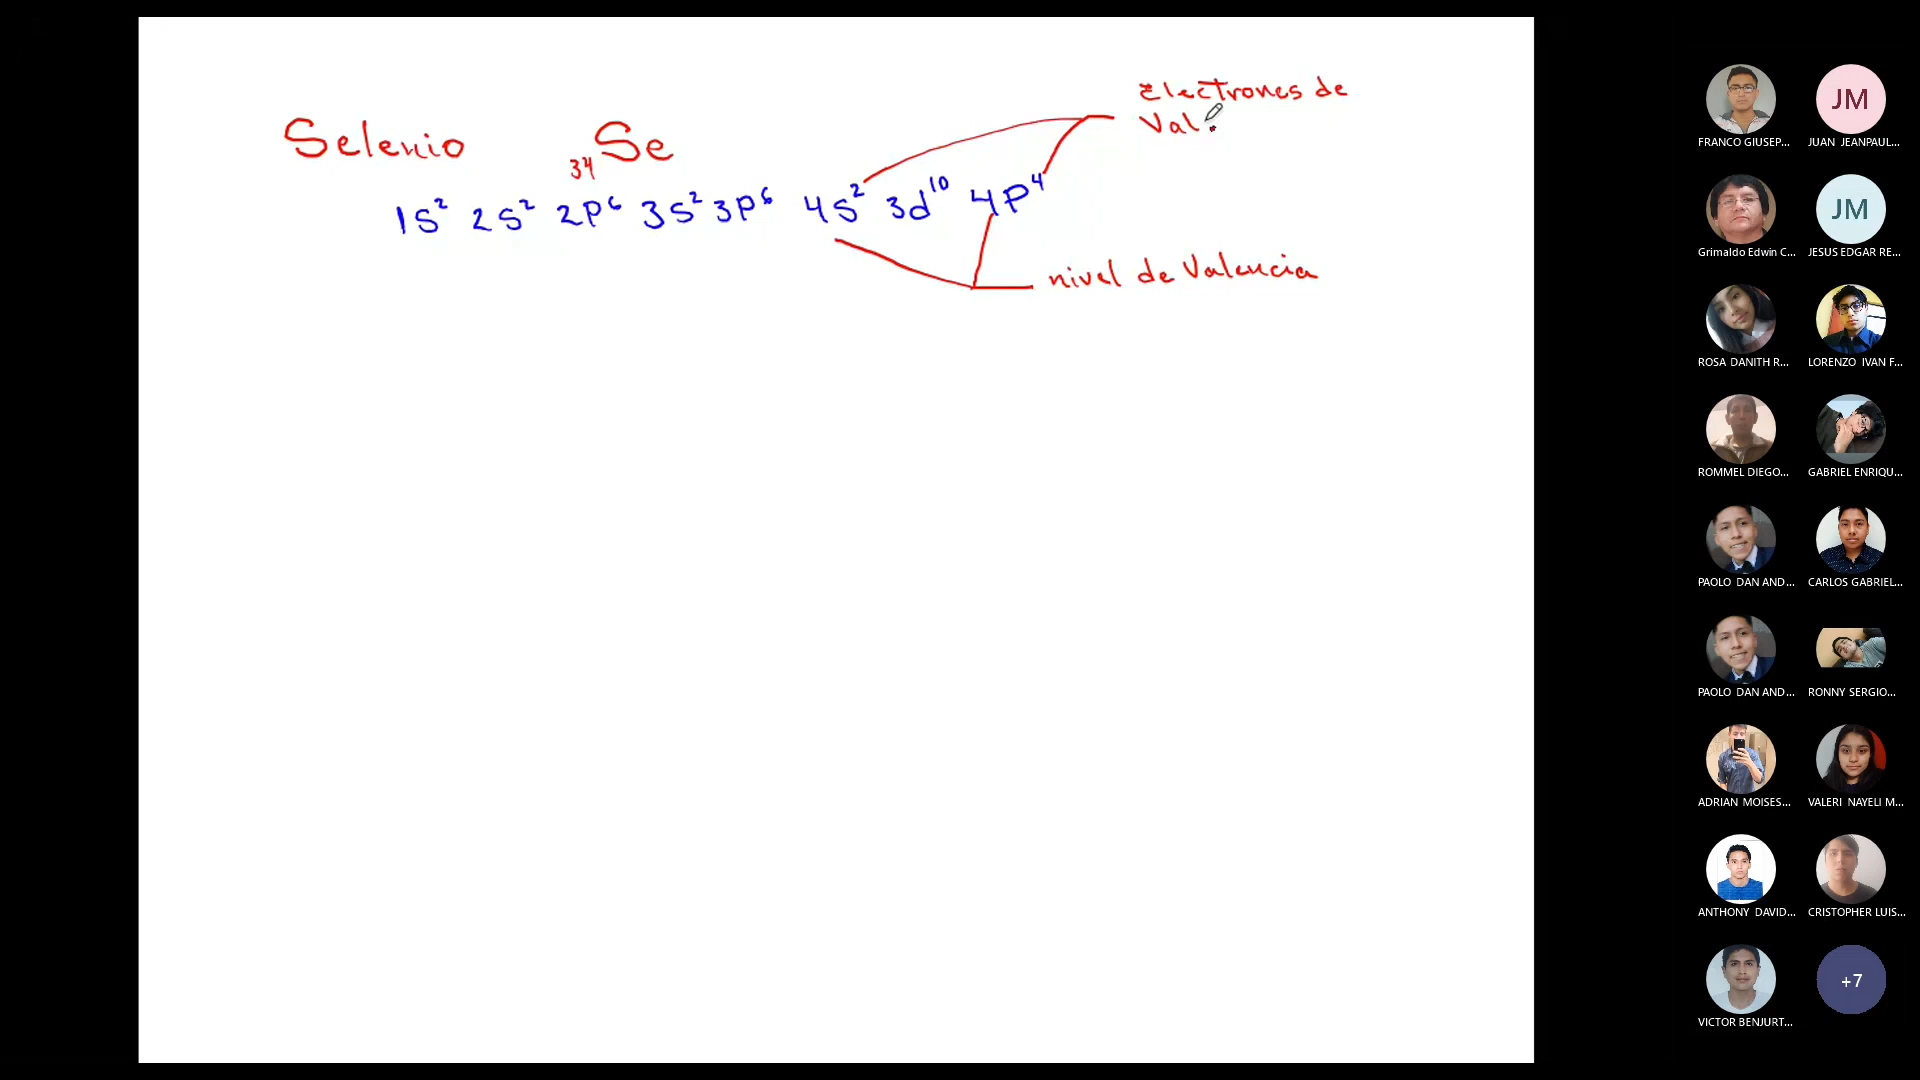 Electrones de
Val
Selenio 34Se
1s² 2s² 2p⁶ 3s² 3p⁶ 4s² 3d¹⁰ 4p⁴
nivel de Valencia
FRANCO GIUSEP...
JUAN JEANPAUL...
Grimaldo Edwin C...
JESUS EDGAR RE...
ROSA DANITH R...
LORENZO IVAN F...
ROMMEL DIEGO...
GABRIEL ENRIQU...
PAOLO DAN AND...
CARLOS GABRIEL...
PAOLO DAN AND...
RONNY SERGIO...
ADRIAN MOISES...
VALERI NAYELI M...
ANTHONY DAVID...
CRISTOPHER LUIS...
VICTOR BENJURT...
JM
JM
+7